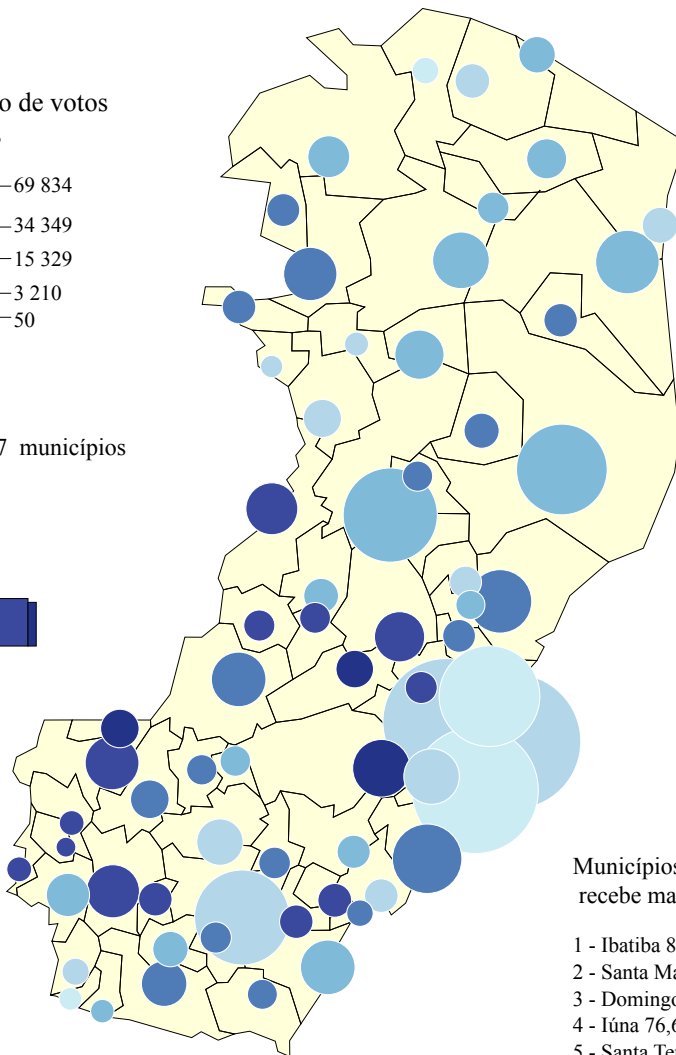 o de votos
69 834
34 349
15 329
3 210
50
7 municípios
Municípios
recebe ma
1 - Ibatiba 8
2 - Santa Ma
3 - Domingo
4 - Iúna 76,6
5 - Santa Ter